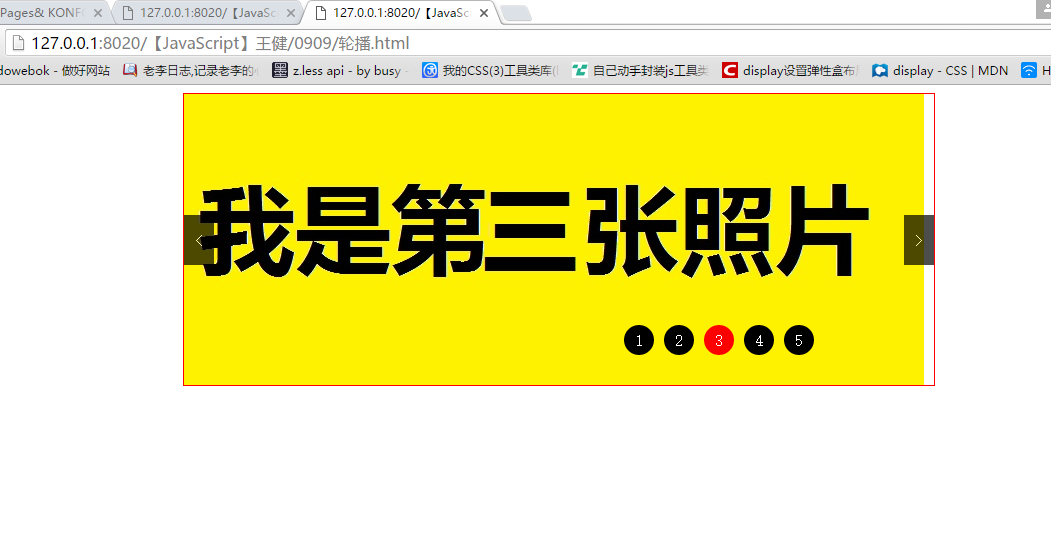 Pages& KONF 127.0.0.1:8020/【JavaSc 127.0.0.1:8020/【JavaSc
127.0.0.1:8020/【JavaScript】王健/0909/轮播.html
dowebok - 做好网站 老李日志,记录老李的 z.less api - by busy 我的CSS(3)工具类库( 自己动手封装js工具类 display设置弹性盒布 display - CSS | MDN H
我是第三张照片
1 2 3 4 5